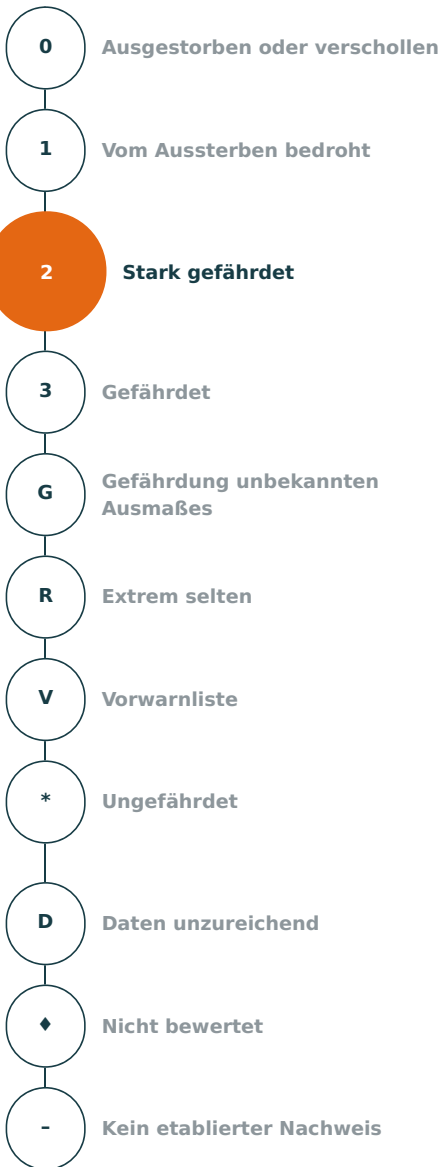 0 Ausgestorben oder verschollen
1 Vom Aussterben bedroht
2 Stark gefährdet
3 Gefährdet
G Gefährdung unbekannten
Ausmaßes
R Extrem selten
V Vorwarnliste
* Ungefährdet
D Daten unzureichend
♦ Nicht bewertet
– Kein etablierter Nachweis